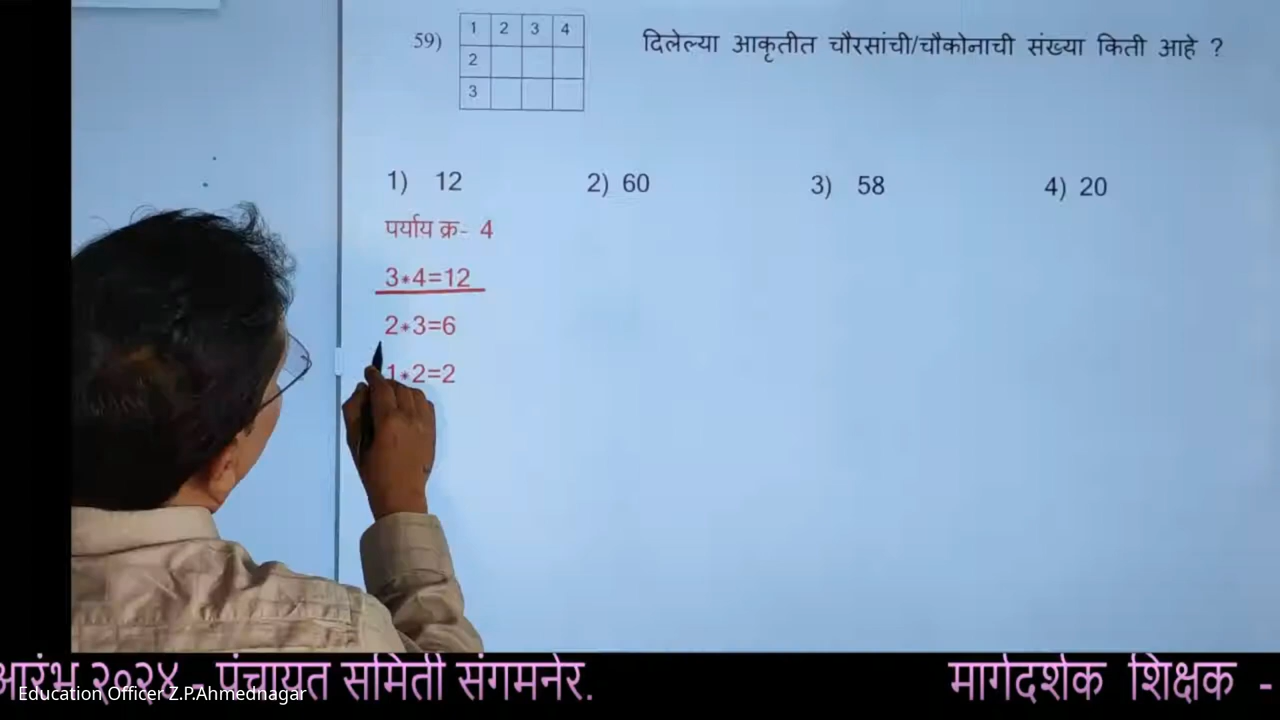 59) 1 2 3 4 दिलेल्या आकृतीत चौरसांची/चौकोनाची संख्या किती आहे ?
2
3
1) 12 2) 60 3) 58 4) 20
पर्याय क्र- 4
3*4=12
2*3=6
1*2=2
आरंभ २०२४ - पंचायत समिती संगमनेर. मार्गदर्शक शिक्षक -
Education Officer Z.P.Ahmednagar